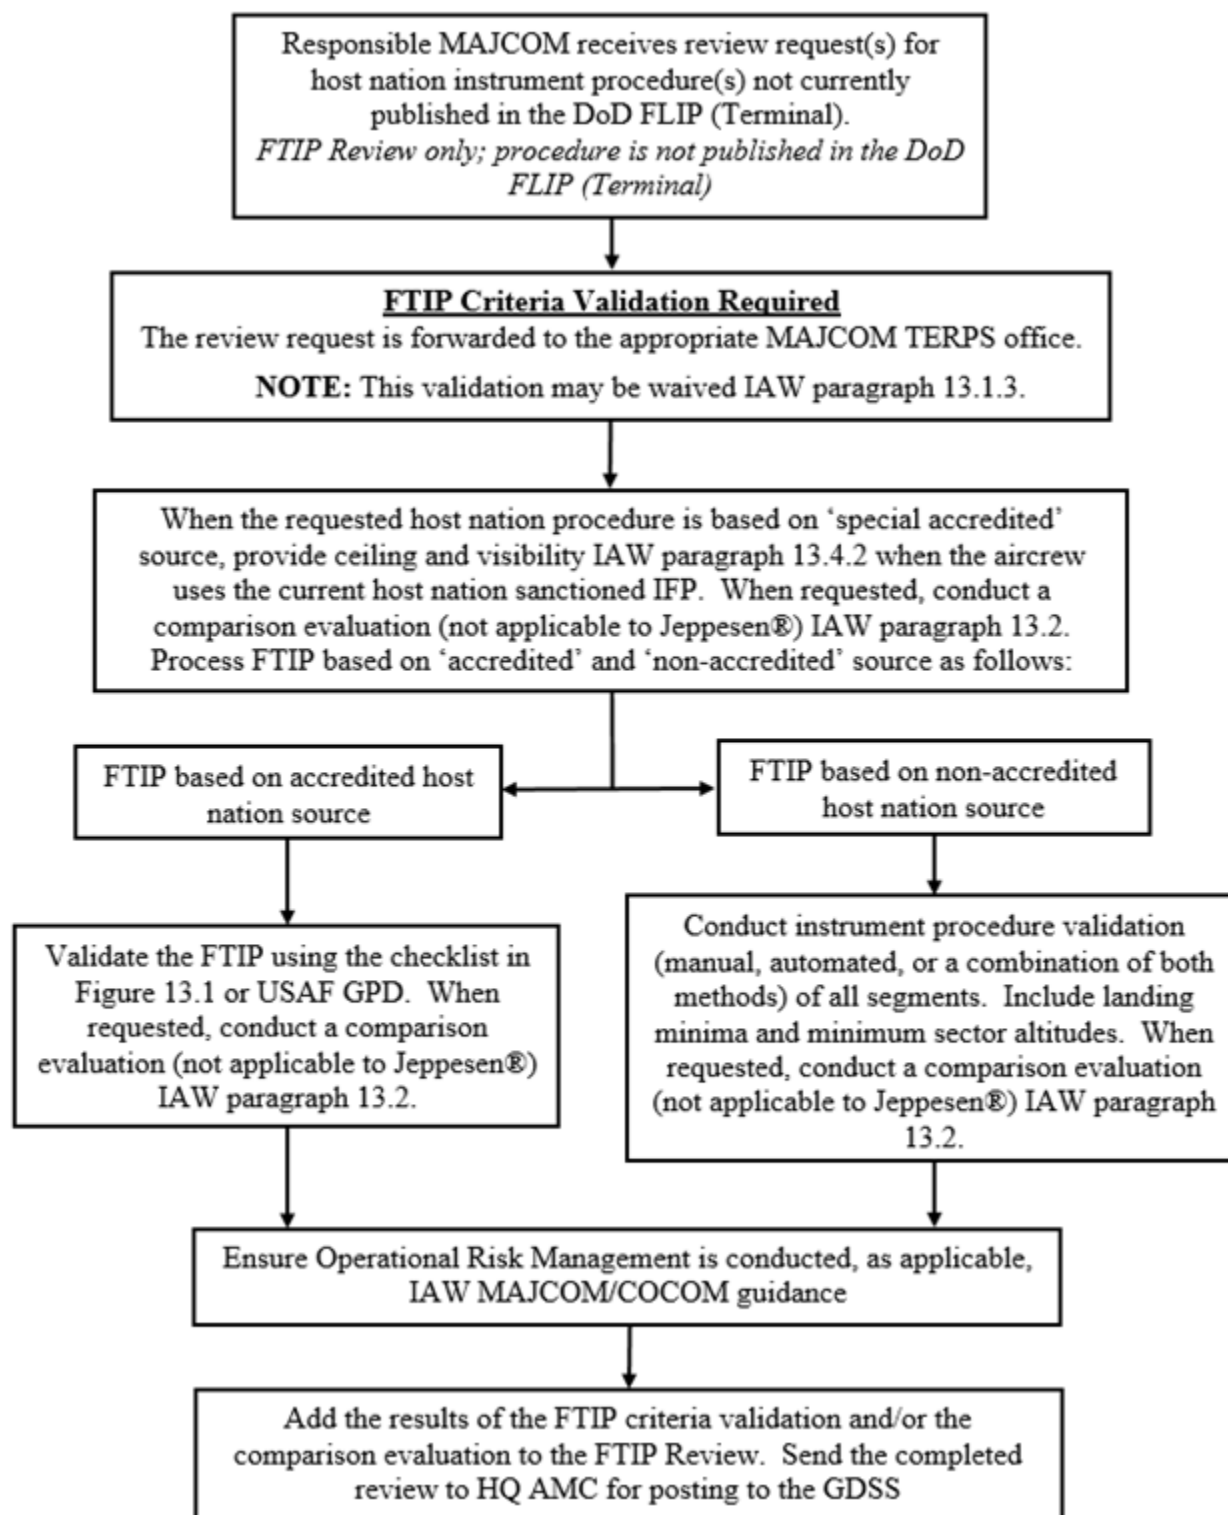 Responsible MAJCOM receives review request(s) for
host nation instrument procedure(s) not currently
published in the DoD FLIP (Terminal).
FTIP Review only; procedure is not published in the DoD
FLIP (Terminal)
FTIP Criteria Validation Required
The review request is forwarded to the appropriate MAJCOM TERPS office.
NOTE: This validation may be waived IAW paragraph 13.1.3.
When the requested host nation procedure is based on ‘special accredited’
source, provide ceiling and visibility IAW paragraph 13.4.2 when the aircrew
uses the current host nation sanctioned IFP. When requested, conduct a
comparison evaluation (not applicable to Jeppesen®) IAW paragraph 13.2.
Process FTIP based on ‘accredited’ and ‘non-accredited’ source as follows:
FTIP based on accredited host
nation source
FTIP based on non-accredited
host nation source
Validate the FTIP using the checklist in
Figure 13.1 or USAF GPD. When
requested, conduct a comparison
evaluation (not applicable to Jeppesen®)
IAW paragraph 13.2.
Conduct instrument procedure validation
(manual, automated, or a combination of both
methods) of all segments. Include landing
minima and minimum sector altitudes. When
requested, conduct a comparison evaluation
(not applicable to Jeppesen®) IAW paragraph
13.2.
Ensure Operational Risk Management is conducted, as applicable,
IAW MAJCOM/COCOM guidance
Add the results of the FTIP criteria validation and/or the
comparison evaluation to the FTIP Review. Send the completed
review to HQ AMC for posting to the GDSS